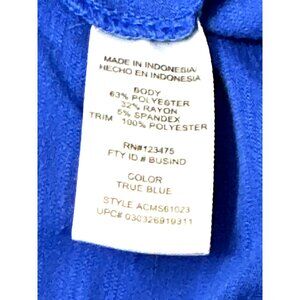 MADE IN INDONESIA/
HECHO EN INDONESIA
BODY
63% POLYESTER
32% RAYON
5% SPANDEX
TRIM 100% POLYESTER
RN#123475
FTY ID # BUSIND
COLOR
TRUE BLUE
STYLE ACMS61023
UPC# 030326919311